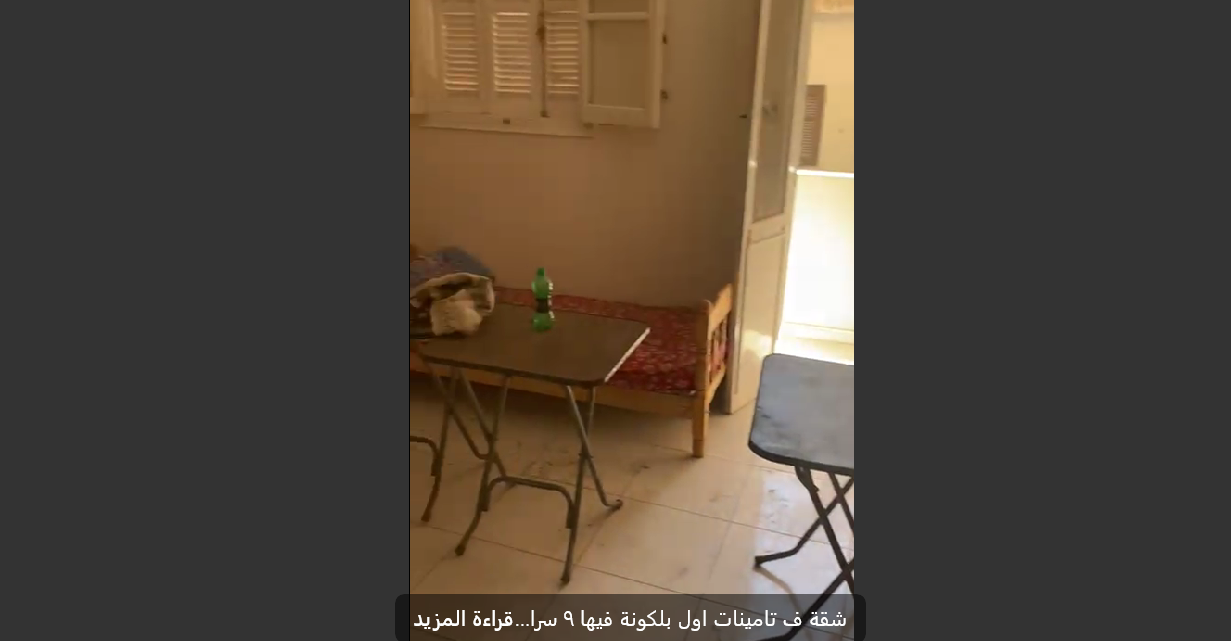 شقة ف تامينات اول بلكونة فيها ٩ سرا...قراءة المزيد